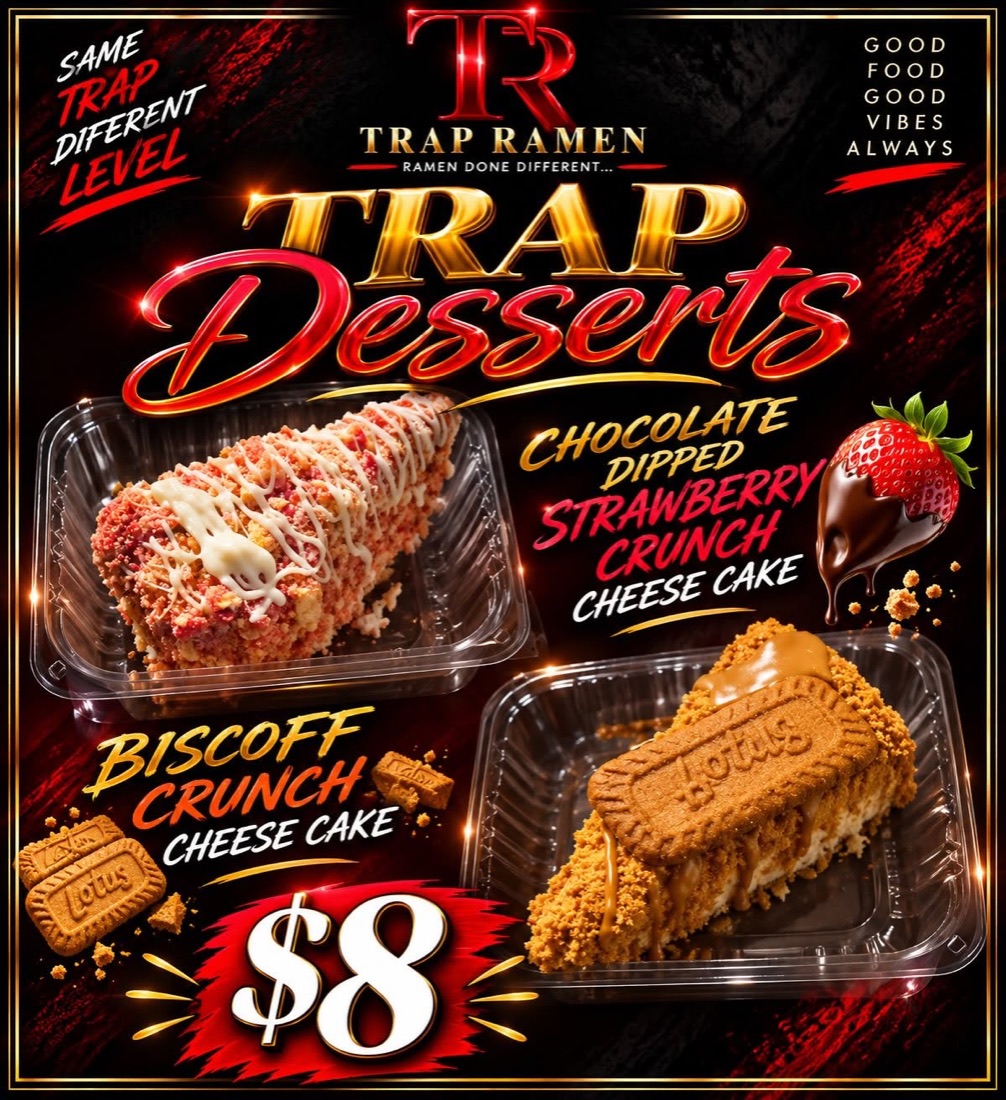 SAME
TRAP
DIFERENT
LEVEL
TR
TRAP RAMEN
RAMEN DONE DIFFERENT...
GOOD
FOOD
GOOD
VIBES
ALWAYS
TRAP
Desserts
CHOCOLATE
DIPPED
STRAWBERRY
CRUNCH
CHEESE CAKE
BISCOFF
CRUNCH
CHEESE CAKE
Lotus
Lotus
$8